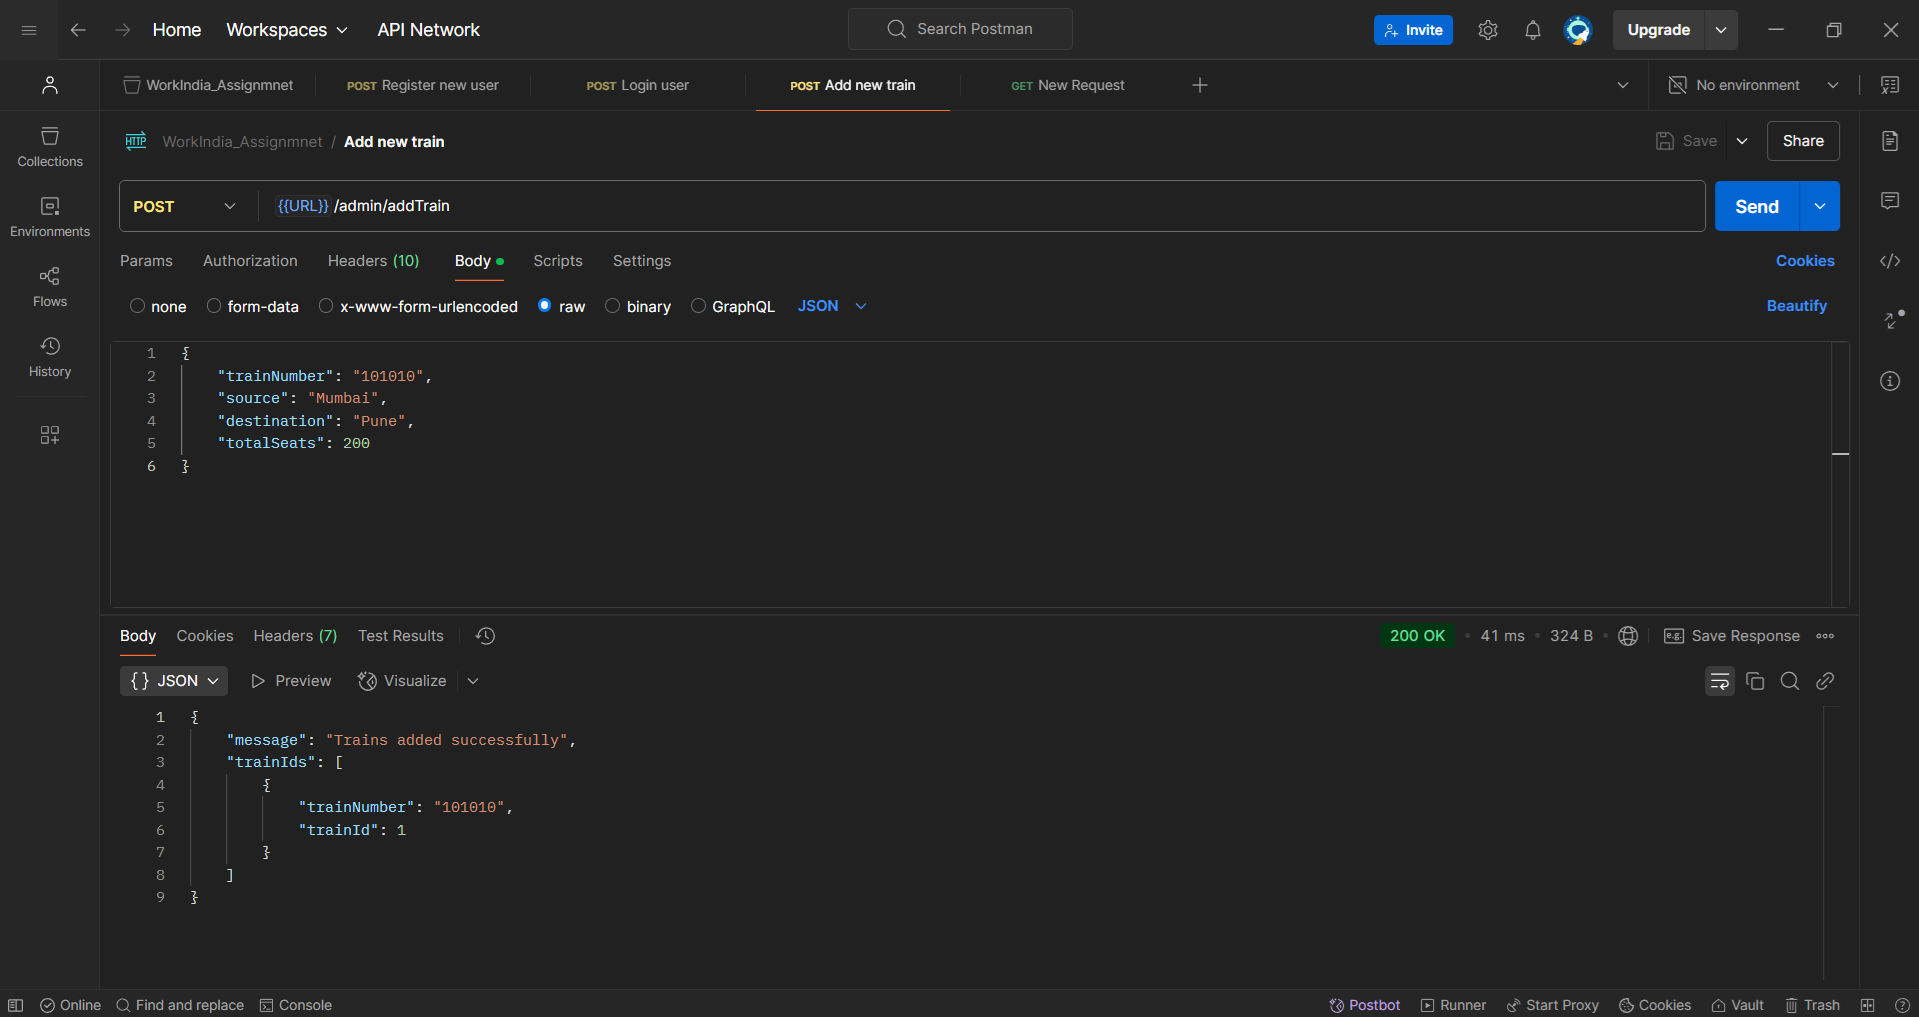 Home Workspaces API Network Search Postman Invite Upgrade
WorkIndia_Assignmnet POST Register new user POST Login user POST Add new train GET New Request No environment
HTTP WorkIndia_Assignmnet / Add new train Save Share
Collections
Environments
Flows
History
POST {{URL}} /admin/addTrain Send
Params Authorization Headers (10) Body Scripts Settings Cookies
none form-data x-www-form-urlencoded raw binary GraphQL JSON Beautify
1 {
2 "trainNumber": "101010",
3 "source": "Mumbai",
4 "destination": "Pune",
5 "totalSeats": 200
6 }
Body Cookies Headers (7) Test Results 200 OK • 41 ms • 324 B • e.g. Save Response
{} JSON Preview Visualize
1 {
2 "message": "Trains added successfully",
3 "trainIds": [
4 {
5 "trainNumber": "101010",
6 "trainId": 1
7 }
8 ]
9 }
Online Find and replace Console Postbot Runner Start Proxy Cookies Vault Trash